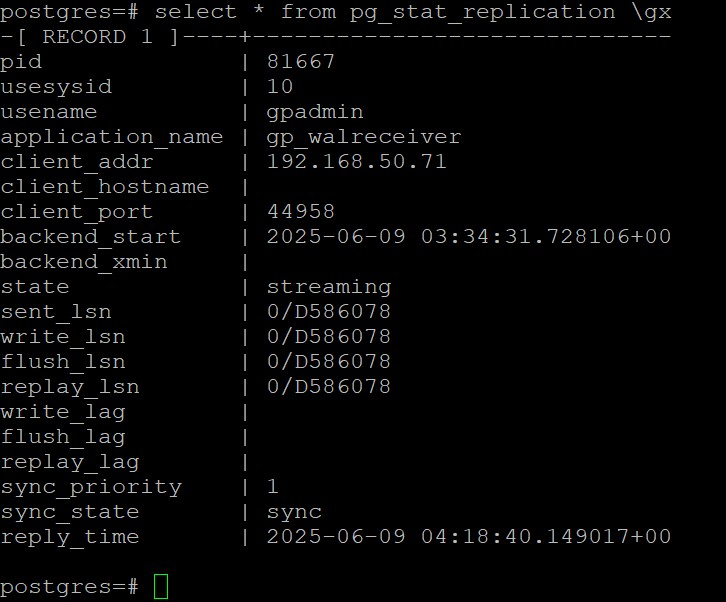 postgres=# select * from pg_stat_replication \gx
-[ RECORD 1 ]----+-------------------------------
pid              | 81667
usesysid         | 10
usename          | gpadmin
application_name | gp_walreceiver
client_addr      | 192.168.50.71
client_hostname  |
client_port      | 44958
backend_start    | 2025-06-09 03:34:31.728106+00
backend_xmin     |
state            | streaming
sent_lsn         | 0/D586078
write_lsn        | 0/D586078
flush_lsn        | 0/D586078
replay_lsn       | 0/D586078
write_lag        |
flush_lag        |
replay_lag       |
sync_priority    | 1
sync_state       | sync
reply_time       | 2025-06-09 04:18:40.149017+00
postgres=#